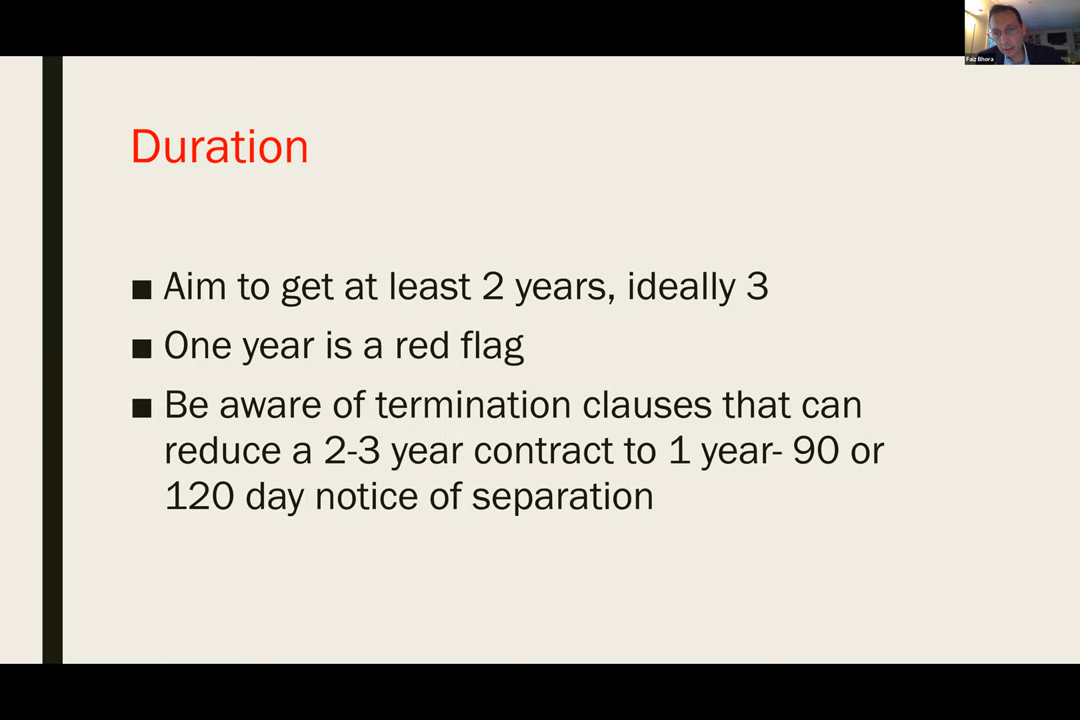 Faiz Bhora
Duration
■ Aim to get at least 2 years, ideally 3
■ One year is a red flag
■ Be aware of termination clauses that can
reduce a 2-3 year contract to 1 year- 90 or
120 day notice of separation